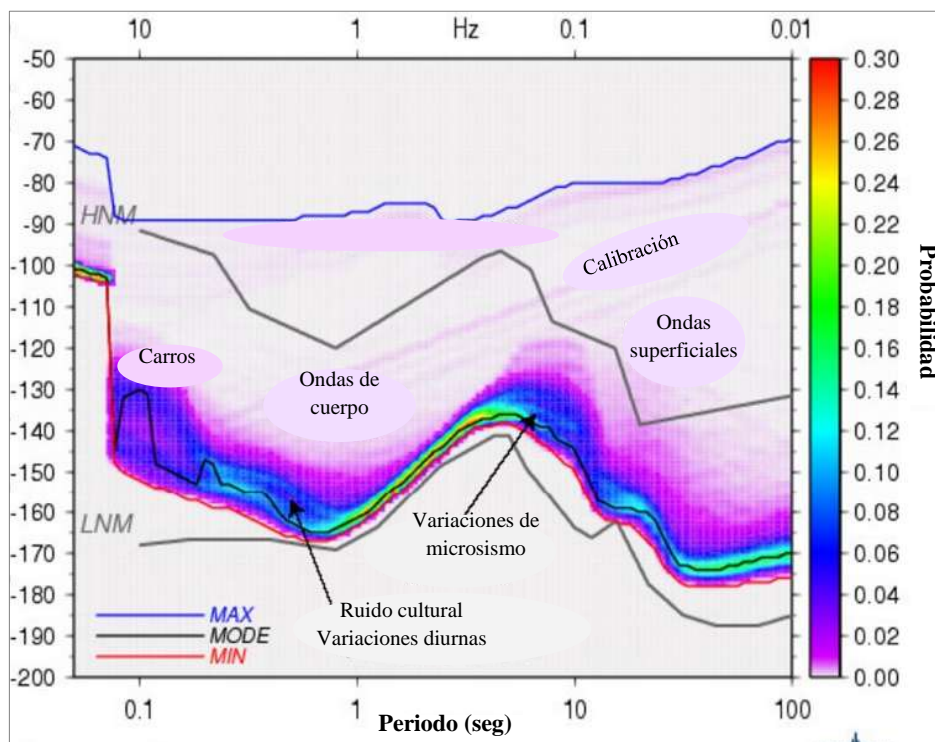 10 1 Hz 0.1 0.01
-50
-60
-70
-80
-90
-100
-110
-120
-130
-140
-150
-160
-170
-180
-190
-200
HNM
LNM
Calibración
Ondas
superficiales
Carros
Ondas de
cuerpo
Variaciones de
microsismo
Ruido cultural
Variaciones diurnas
MAX
MODE
MIN
0.30
0.28
0.26
0.24
0.22
0.20
0.18
0.16
0.14
0.12
0.10
0.08
0.06
0.04
0.02
0.00
Probabilidad
0.1 1 10 100
Periodo (seg)